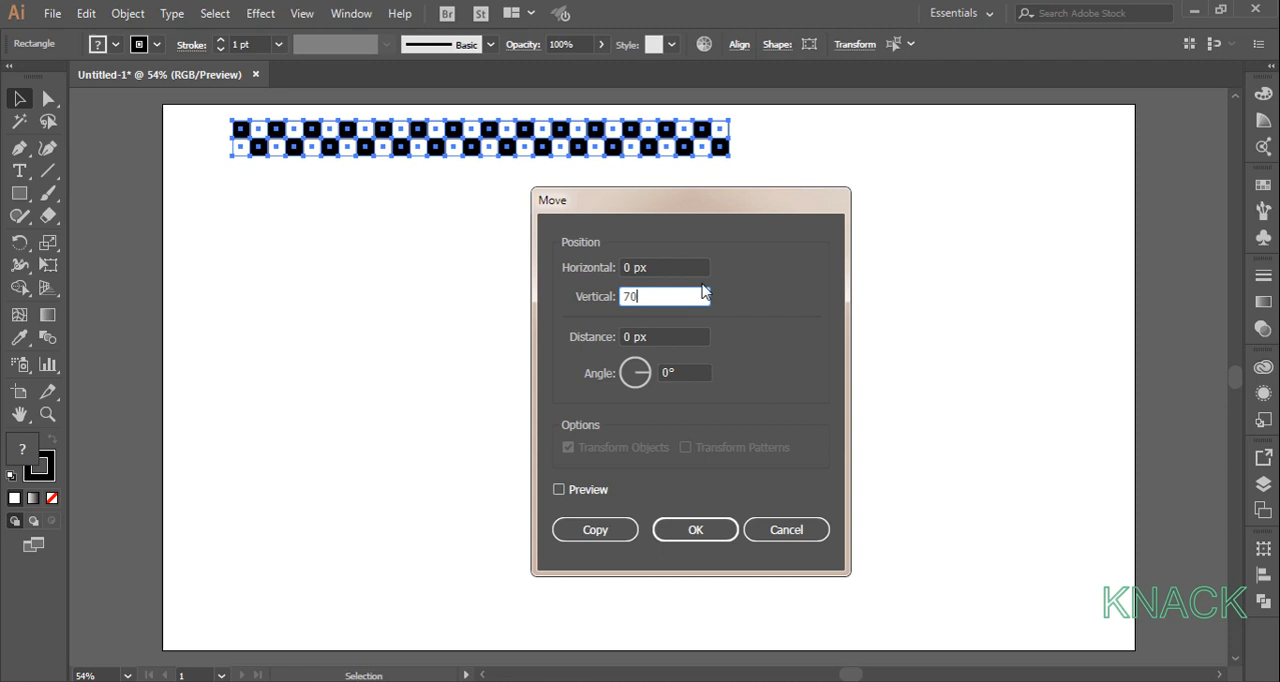 Ai File Edit Object Type Select Effect View Window Help Br St Essentials Search Adobe Stock
Rectangle ? Stroke: 1 pt Basic Opacity: 100% Style: Align Shape: Transform
Untitled-1* @ 54% (RGB/Preview) ×
Move
Position
Horizontal: 0 px
Vertical: 70
Distance: 0 px
Angle: 0°
Options
Transform Objects Transform Patterns
Preview
Copy OK Cancel
?
KNACK
54% 1 Selection